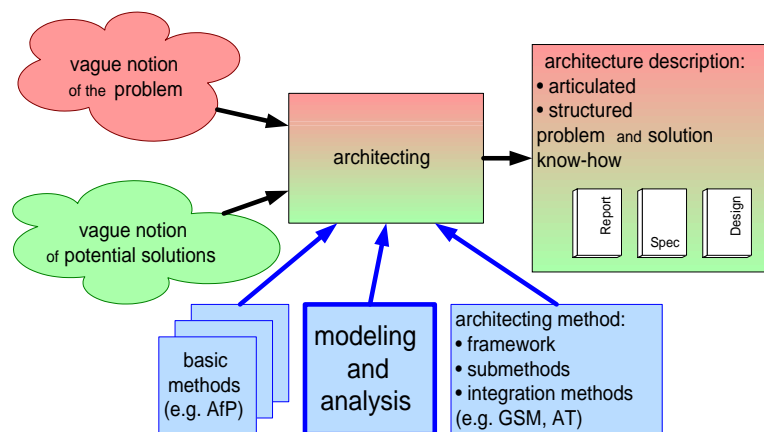 vague notion
of the problem
vague notion
of potential solutions
architecting
architecture description:
• articulated
• structured
problem and solution
know-how
Report
Spec
Design
basic
methods
(e.g. AfP)
modeling
and
analysis
architecting method:
• framework
• submethods
• integration methods
(e.g. GSM, AT)